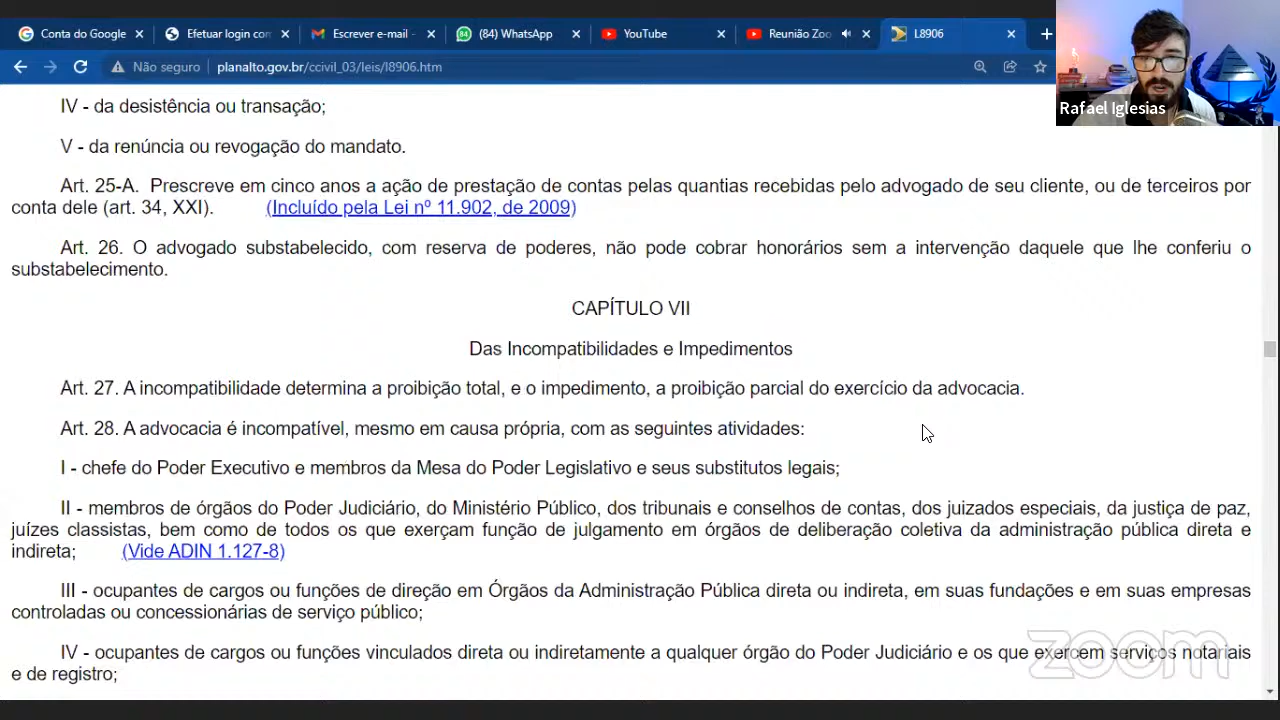 Conta do Google
Efetuar login con
Escrever e-mail -
(84) WhatsApp
YouTube
Reunião Zoo
L8906
Não seguro
planalto.gov.br/ccivil_03/leis/l8906.htm
Rafael Iglesias
IV - da desistência ou transação;
V - da renúncia ou revogação do mandato.
Art. 25-A. Prescreve em cinco anos a ação de prestação de contas pelas quantias recebidas pelo advogado de seu cliente, ou de terceiros por
conta dele (art. 34, XXI). (Incluído pela Lei nº 11.902, de 2009)
Art. 26. O advogado substabelecido, com reserva de poderes, não pode cobrar honorários sem a intervenção daquele que lhe conferiu o
substabelecimento.
CAPÍTULO VII
Das Incompatibilidades e Impedimentos
Art. 27. A incompatibilidade determina a proibição total, e o impedimento, a proibição parcial do exercício da advocacia.
Art. 28. A advocacia é incompatível, mesmo em causa própria, com as seguintes atividades:
I - chefe do Poder Executivo e membros da Mesa do Poder Legislativo e seus substitutos legais;
II - membros de órgãos do Poder Judiciário, do Ministério Público, dos tribunais e conselhos de contas, dos juizados especiais, da justiça de paz,
juízes classistas, bem como de todos os que exerçam função de julgamento em órgãos de deliberação coletiva da administração pública direta e
indireta; (Vide ADIN 1.127-8)
III - ocupantes de cargos ou funções de direção em Órgãos da Administração Pública direta ou indireta, em suas fundações e em suas empresas
controladas ou concessionárias de serviço público;
IV - ocupantes de cargos ou funções vinculados direta ou indiretamente a qualquer órgão do Poder Judiciário e os que exercem serviços notariais
e de registro;
zoom